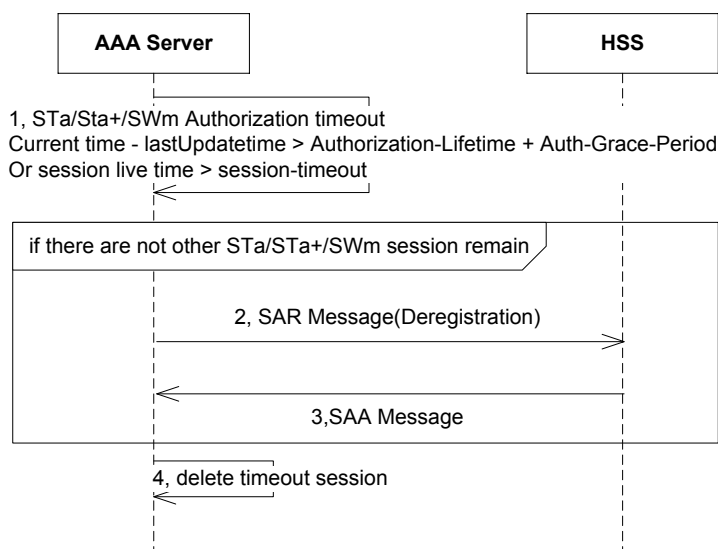 AAA Server
HSS
1, STa/Sta+/SWm Authorization timeout
Current time - lastUpdatetime > Authorization-Lifetime + Auth-Grace-Period
Or session live time > session-timeout
if there are not other STa/STa+/SWm session remain
2, SAR Message(Deregistration)
3,SAA Message
4, delete timeout session